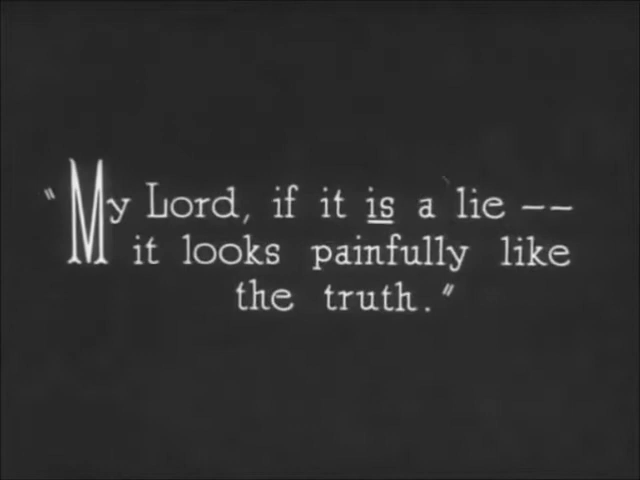 "My Lord, if it is a lie --
it looks painfully like
the truth."